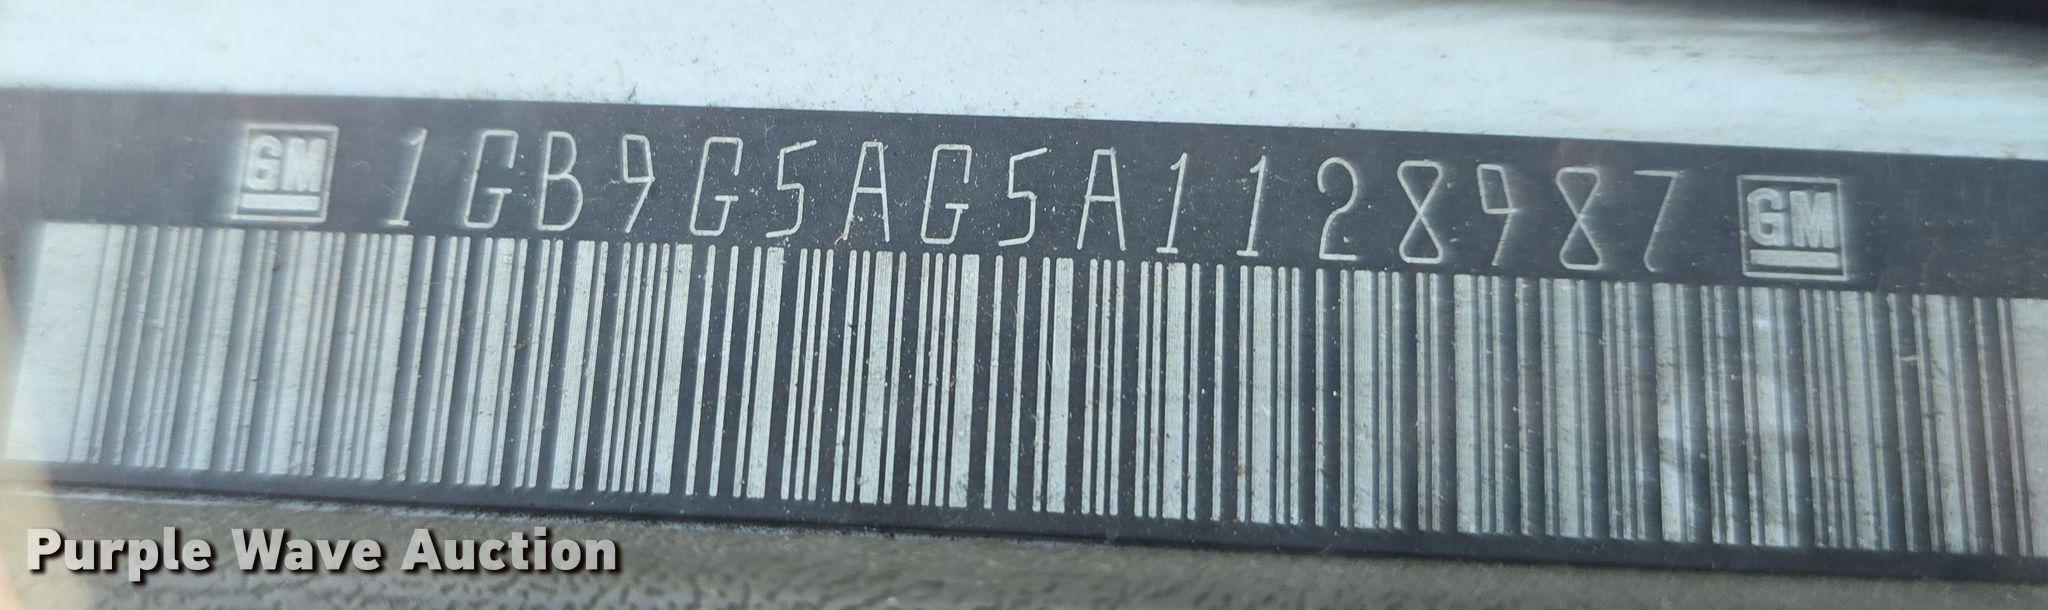 GM 1GB9G5AG5A1128987 GM
Purple Wave Auction